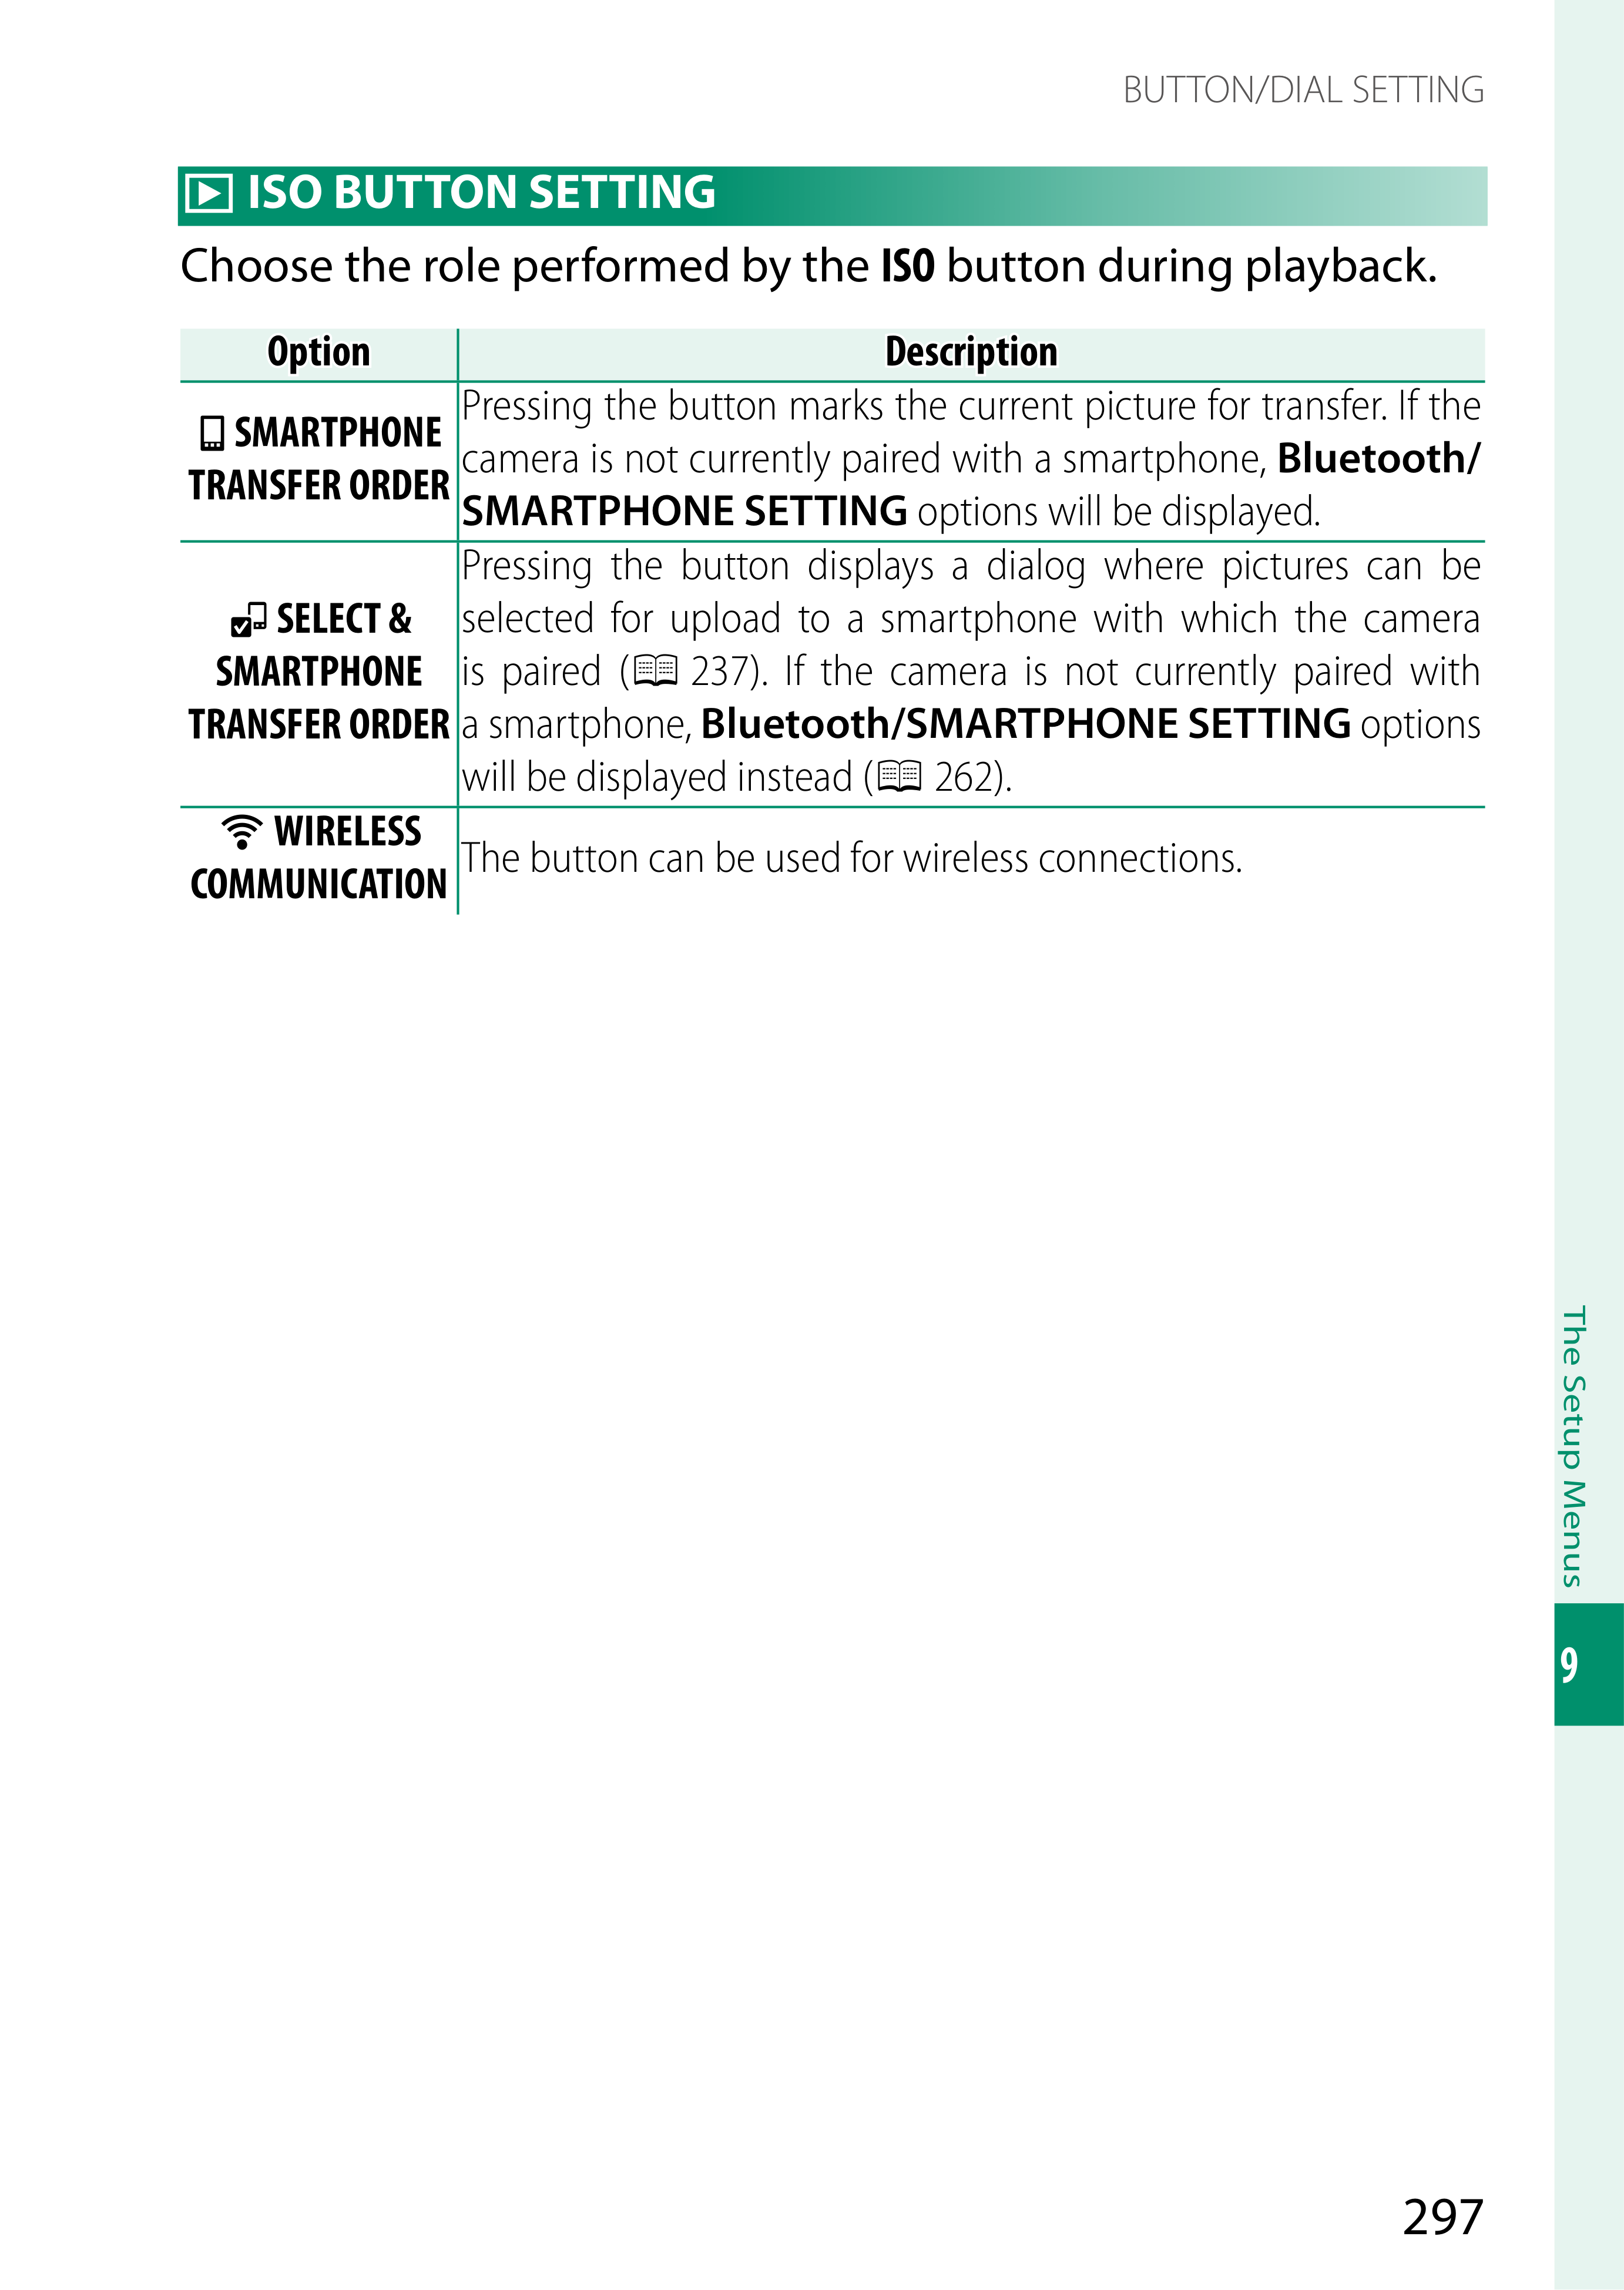 BUTTON/DIAL SETTING
ISO BUTTON SETTING
Choose the role performed by the ISO button during playback.
Option
Description
SMARTPHONE
TRANSFER ORDER
Pressing the button marks the current picture for transfer. If the
camera is not currently paired with a smartphone, Bluetooth/
SMARTPHONE SETTING options will be displayed.
SELECT &
SMARTPHONE
TRANSFER ORDER
Pressing the button displays a dialog where pictures can be
selected for upload to a smartphone with which the camera
is paired ( 237). If the camera is not currently paired with
a smartphone, Bluetooth/SMARTPHONE SETTING options
will be displayed instead ( 262).
WIRELESS
COMMUNICATION
The button can be used for wireless connections.
The Setup Menus
9
297